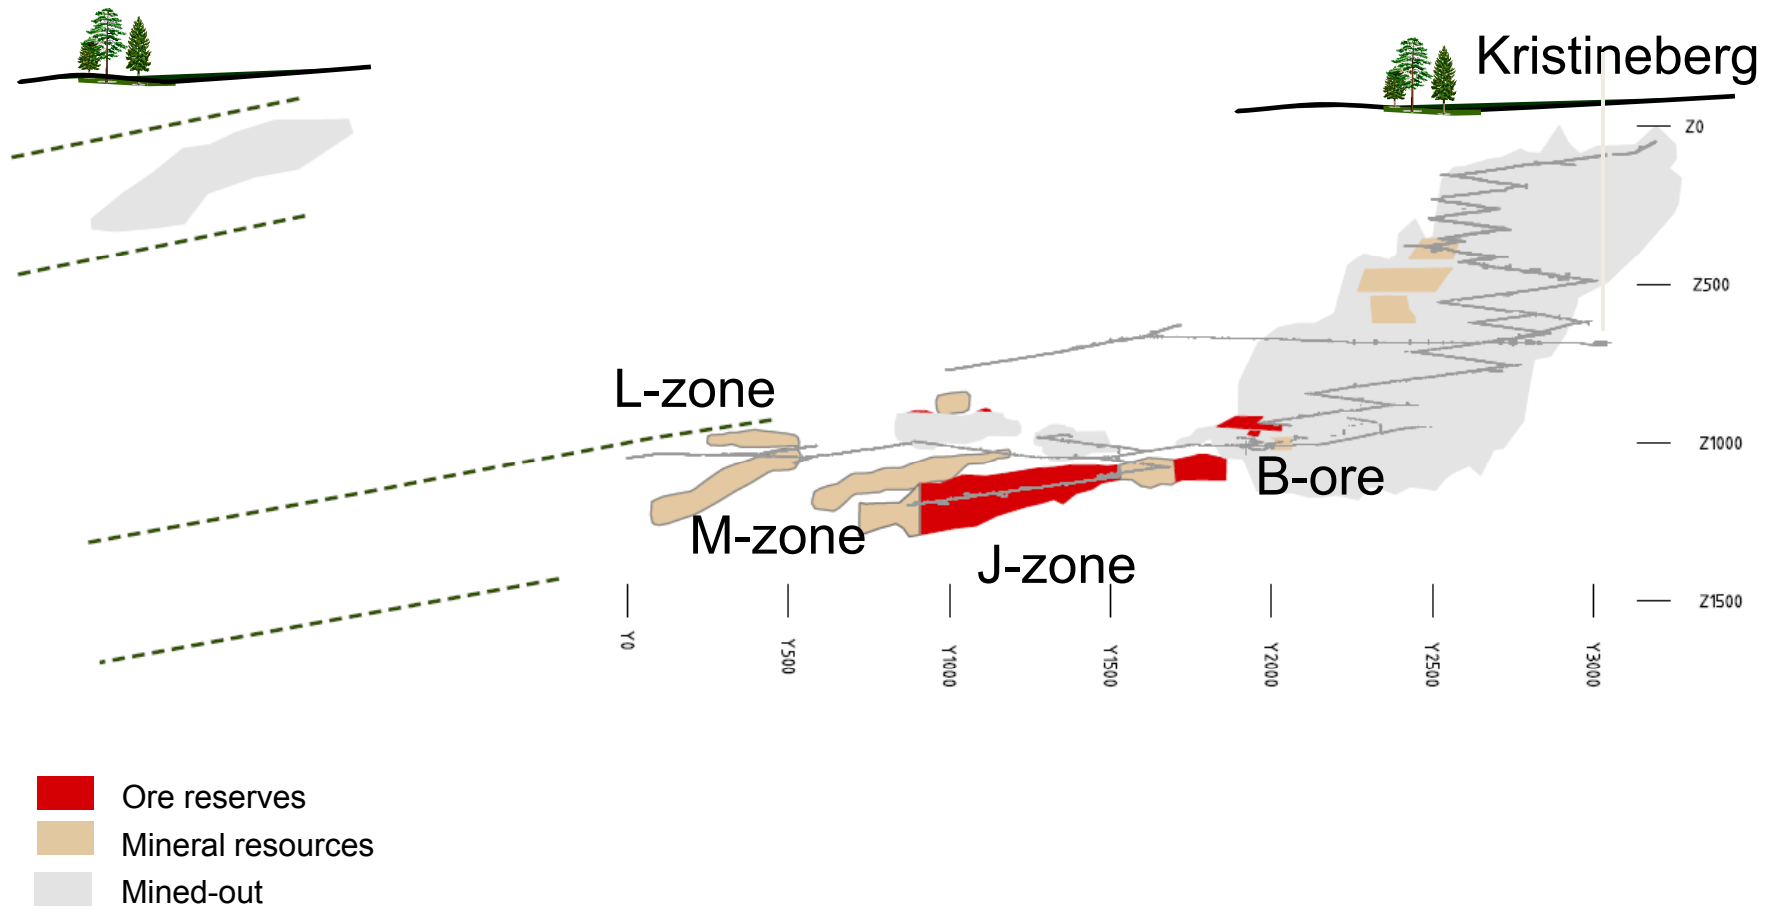 Kristineberg
Z0
Z500
L-zone
Z1000
B-ore
M-zone
J-zone
Z1500
Y0
Y500
Y1000
Y1500
Y2000
Y2500
Y3000
Ore reserves
Mineral resources
Mined-out